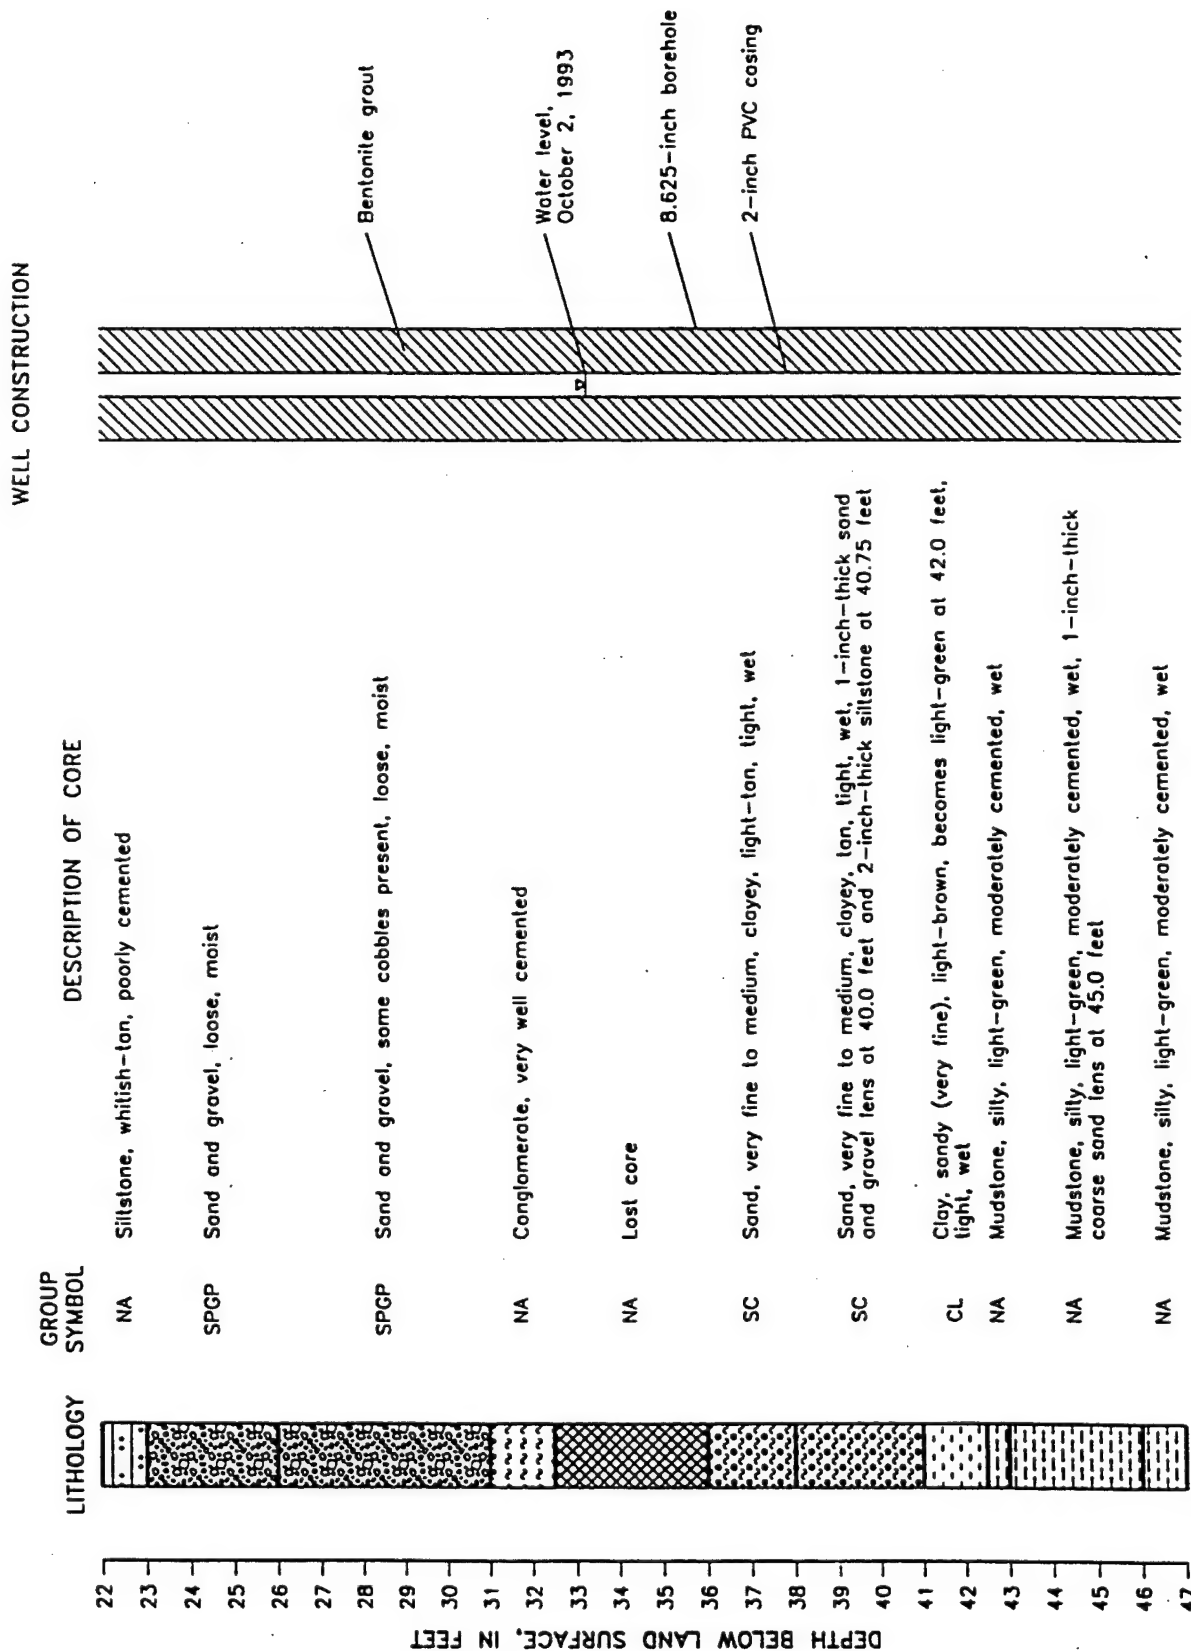 WELL CONSTRUCTION
Bentonite grout
Water level,
October 2, 1993
8.625-inch borehole
2-inch PVC casing
DESCRIPTION OF CORE
GROUP
SYMBOL
LITHOLOGY
NA Siltstone, whitish-tan, poorly cemented
SPGP Sand and gravel, loose, moist
SPGP Sand and gravel, some cobbles present, loose, moist
NA Conglomerate, very well cemented
NA Lost core
SC Sand, very fine to medium, clayey, light-tan, tight, wet
SC Sand, very fine to medium, clayey, tan, tight, wet, 1-inch-thick sand
and gravel lens at 40.0 feet and 2-inch-thick siltstone at 40.75 feet
CL Clay, sandy (very fine), light-brown, becomes light-green at 42.0 feet,
tight, wet
NA Mudstone, silty, light-green, moderately cemented, wet
NA Mudstone, silty, light-green, moderately cemented, wet, 1-inch-thick
coarse sand lens at 45.0 feet
NA Mudstone, silty, light-green, moderately cemented, wet
22
23
24
25
26
27
28
29
30
31
32
33
34
35
36
37
38
39
40
41
42
43
44
45
46
47
DEPTH BELOW LAND SURFACE, IN FEET